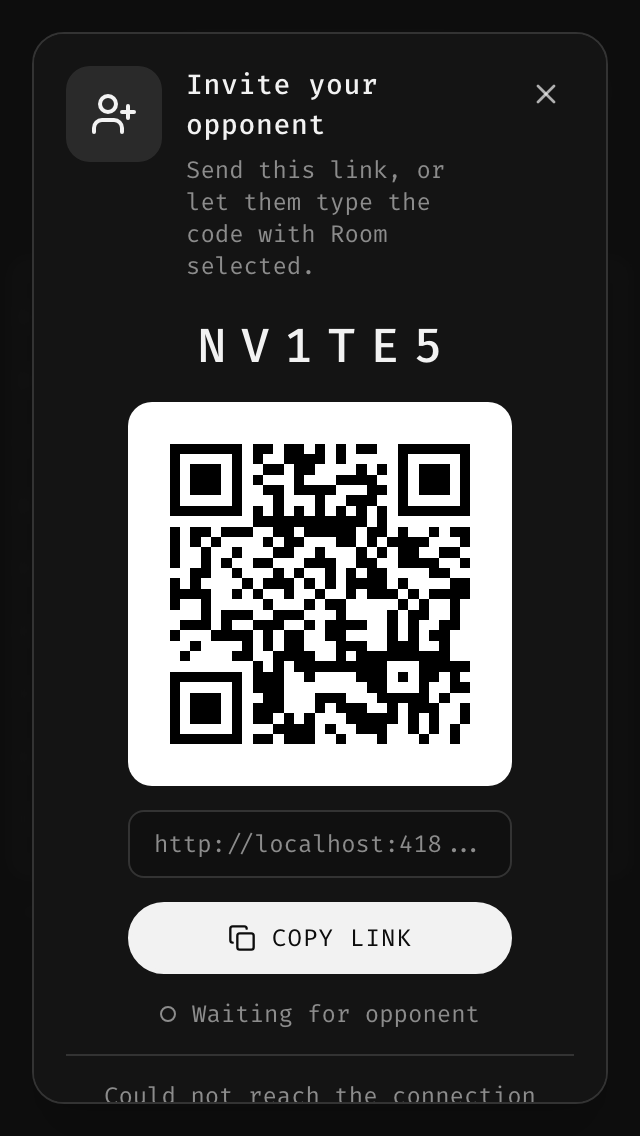 Invite your
opponent
Send this link, or
let them type the
code with Room
selected.
NV1TE5
http://localhost:418...
COPY LINK
Waiting for opponent
Could not reach the connection